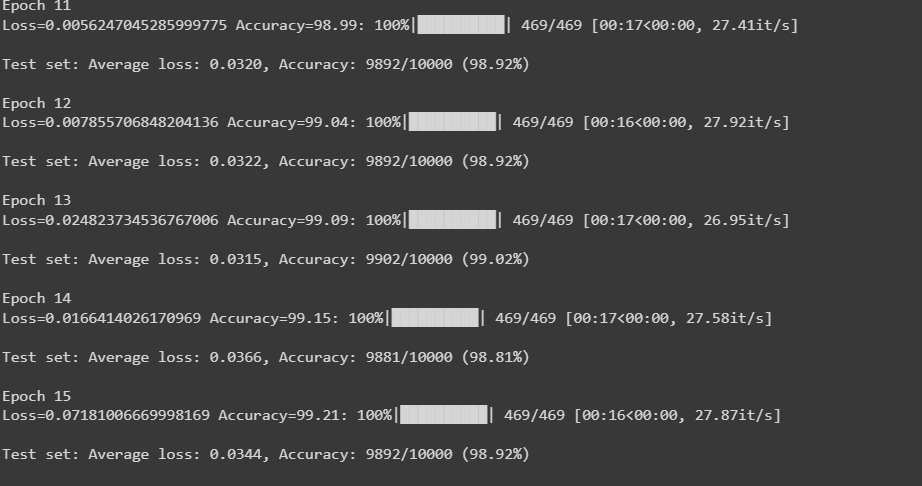 Epoch 11
Loss=0.0056247045285999775 Accuracy=98.99: 100%|██████████| 469/469 [00:17<00:00, 27.41it/s]
Test set: Average loss: 0.0320, Accuracy: 9892/10000 (98.92%)
Epoch 12
Loss=0.007855706848204136 Accuracy=99.04: 100%|██████████| 469/469 [00:16<00:00, 27.92it/s]
Test set: Average loss: 0.0322, Accuracy: 9892/10000 (98.92%)
Epoch 13
Loss=0.024823734536767006 Accuracy=99.09: 100%|██████████| 469/469 [00:17<00:00, 26.95it/s]
Test set: Average loss: 0.0315, Accuracy: 9902/10000 (99.02%)
Epoch 14
Loss=0.0166414026170969 Accuracy=99.15: 100%|██████████| 469/469 [00:17<00:00, 27.58it/s]
Test set: Average loss: 0.0366, Accuracy: 9881/10000 (98.81%)
Epoch 15
Loss=0.07181006669998169 Accuracy=99.21: 100%|██████████| 469/469 [00:16<00:00, 27.87it/s]
Test set: Average loss: 0.0344, Accuracy: 9892/10000 (98.92%)